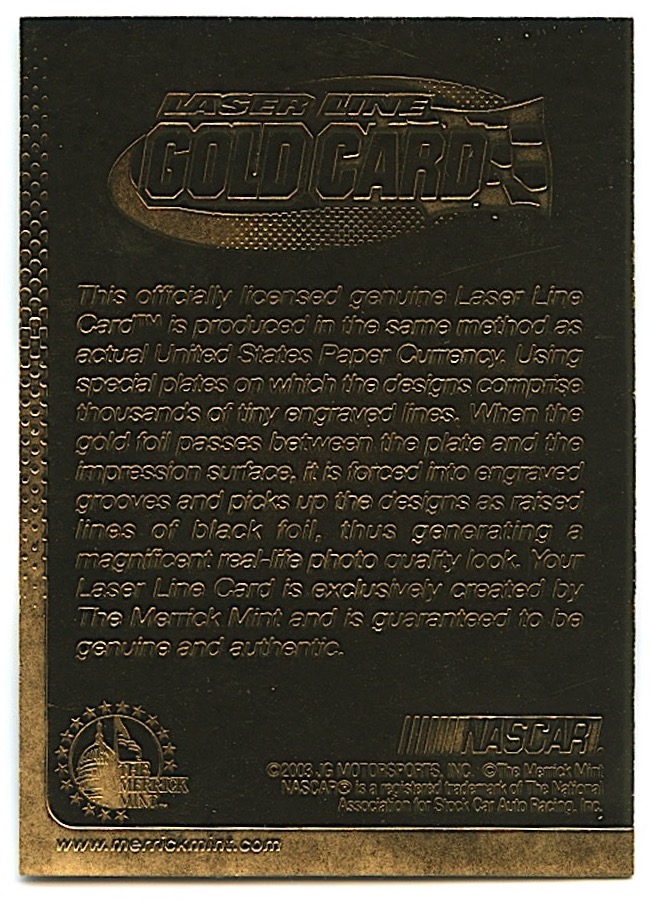 LASER LINE
GOLD CARD
This officially licensed genuine Laser Line
Card™ is produced in the same method as
actual United States Paper Currency. Using
special plates on which the designs comprise
thousands of tiny engraved lines. When the
gold foil passes between the plate and the
impression surface, it is forced into engraved
grooves and picks up the designs as raised
lines of black foil, thus generating a
magnificent real-life photo quality look. Your
Laser Line Card is exclusively created by
The Merrick Mint and is guaranteed to be
genuine and authentic.
THE
MERRICK
MINT™
NASCAR.
©2003 JG MOTORSPORTS, INC. ©The Merrick Mint
NASCAR® is a registered trademark of The National
Association for Stock Car Auto Racing, Inc.
www.merrickmint.com